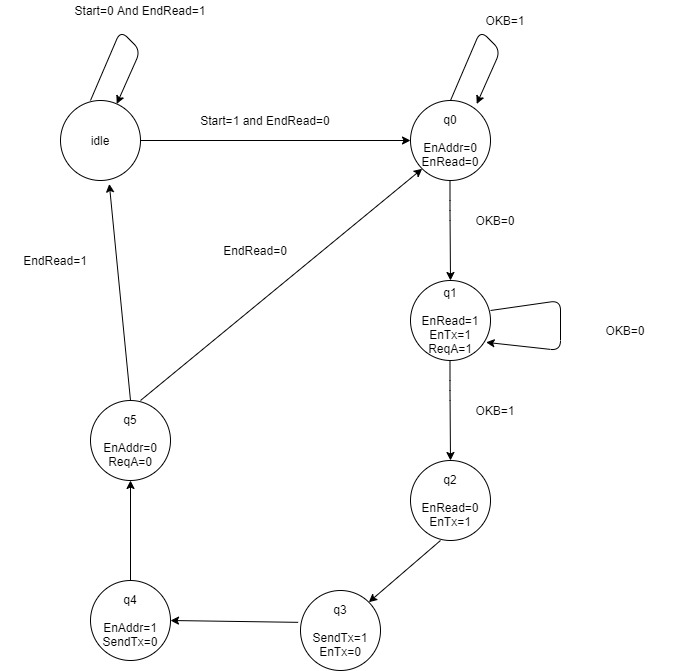 Start=0 And EndRead=1
OKB=1
idle
Start=1 and EndRead=0
q0
EnAddr=0
EnRead=0
OKB=0
EndRead=1
EndRead=0
q1
EnRead=1
EnTx=1
ReqA=1
OKB=0
OKB=1
q5
EnAddr=0
ReqA=0
q2
EnRead=0
EnTx=1
q4
EnAddr=1
SendTx=0
q3
SendTx=1
EnTx=0